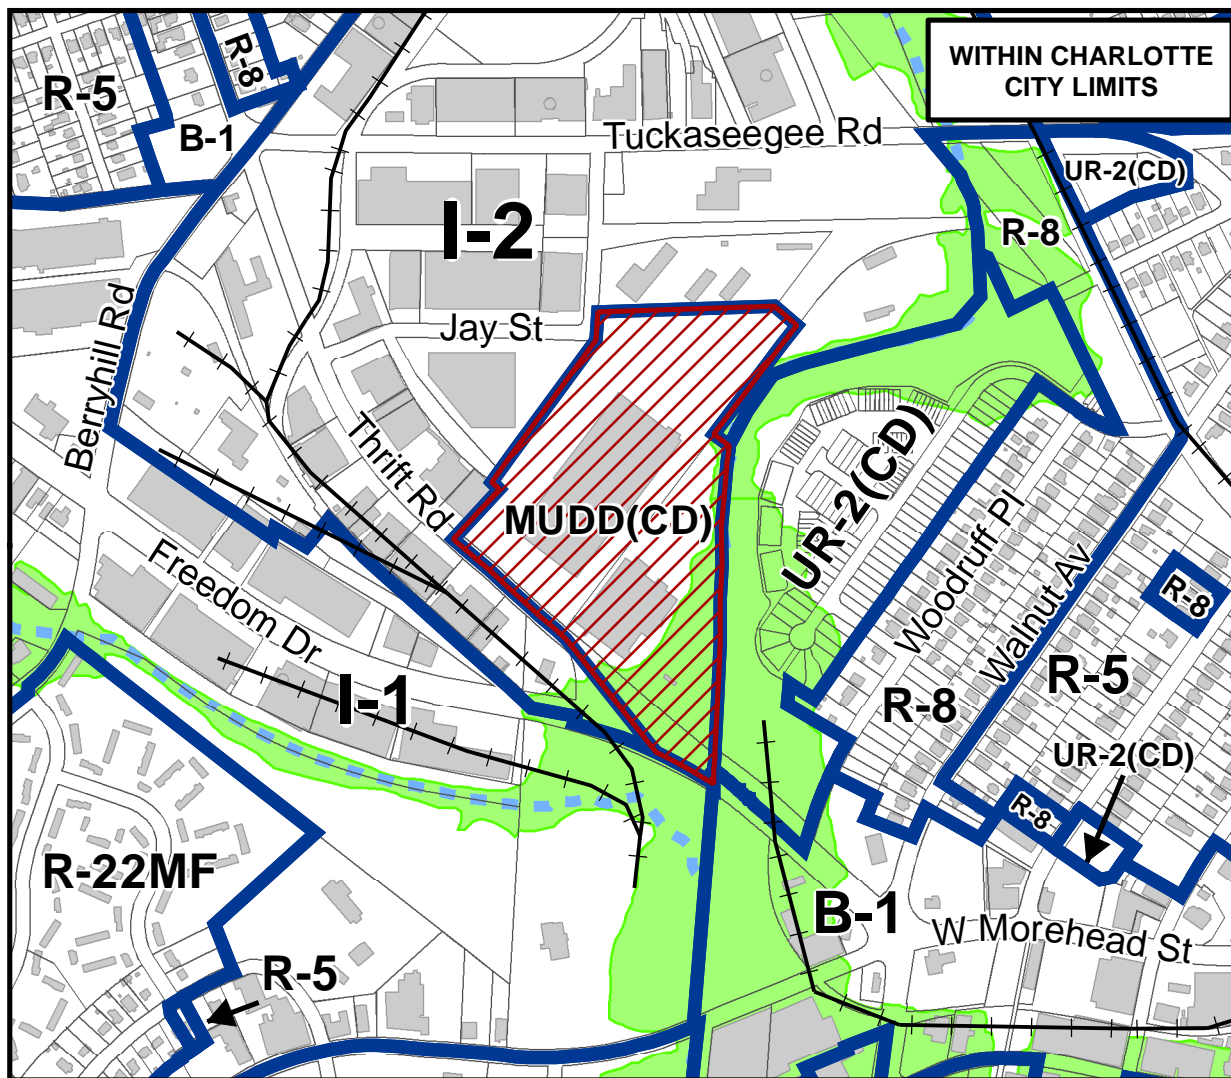 WITHIN CHARLOTTE
CITY LIMITS
R-8
R-5
B-1
Tuckaseegee Rd
UR-2(CD)
I-2
R-8
Jay St
Berryhill Rd
Thrift Rd
MUDD(CD)
UR-2(CD)
Freedom Dr
Woodruff Pl
Walnut Av
R-8
R-5
I-1
R-8
UR-2(CD)
R-8
R-22MF
B-1
W Morehead St
R-5